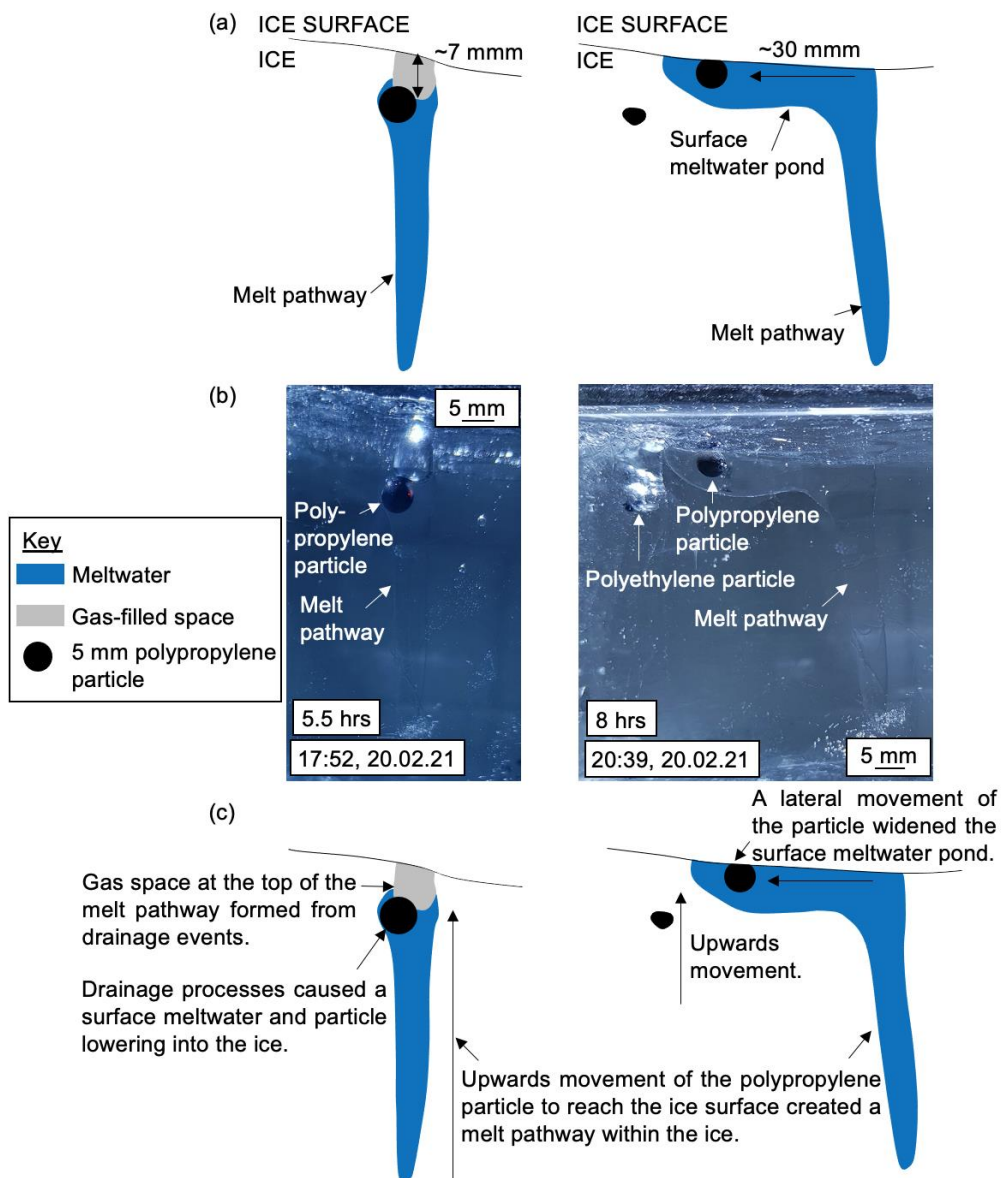 (a)
ICE SURFACE
ICE
~7 mmm
Melt pathway
ICE SURFACE
ICE
~30 mmm
Surface
meltwater pond
Melt pathway
(b)
5 mm
Poly-
propylene
particle
Melt
pathway
5.5 hrs
17:52, 20.02.21
Polypropylene
particle
Polyethylene particle
Melt pathway
8 hrs
20:39, 20.02.21
5 mm
Key
Meltwater
Gas-filled space
5 mm polypropylene
particle
(c)
Gas space at the top of the
melt pathway formed from
drainage events.
Drainage processes caused a
surface meltwater and particle
lowering into the ice.
A lateral movement of
the particle widened the
surface meltwater pond.
Upwards
movement.
Upwards movement of the polypropylene
particle to reach the ice surface created a
melt pathway within the ice.